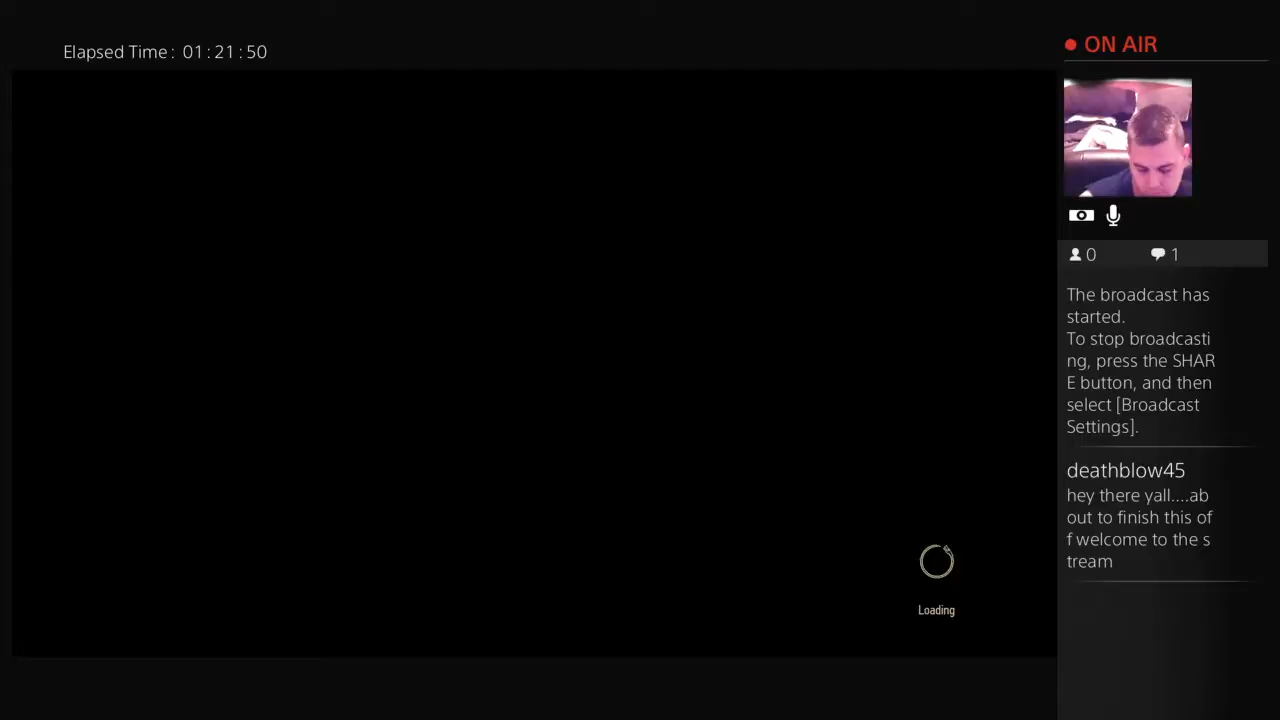 Elapsed Time: 01:21:50
ON AIR
0 1
The broadcast has
started.
To stop broadcasti
ng, press the SHAR
E button, and then
select [Broadcast
Settings].
deathblow45
hey there yall....ab
out to finish this of
f welcome to the s
tream
Loading